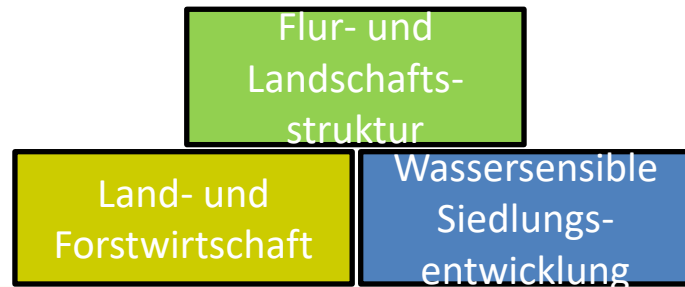 Flur- und
Landschafts-
struktur
Land- und
Forstwirtschaft
Wassersensible
Siedlungs-
entwicklung